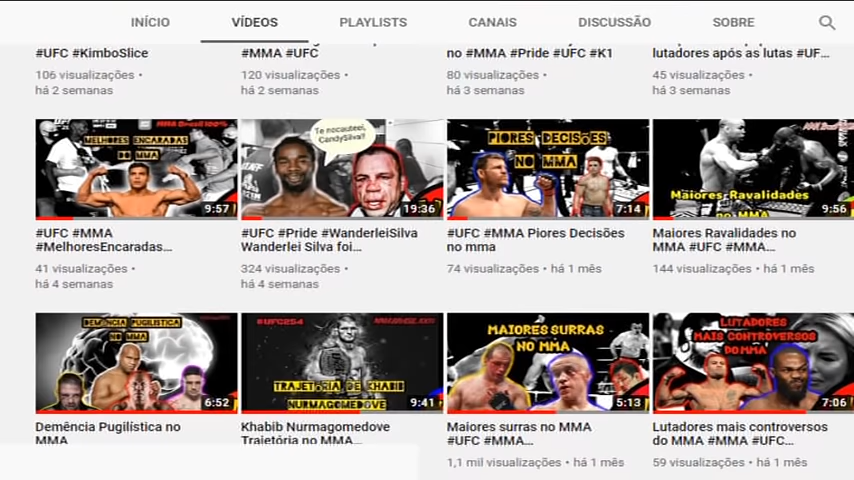 INÍCIO VÍDEOS PLAYLISTS CANAIS DISCUSSÃO SOBRE
#UFC #KimboSlice
106 visualizações •
há 2 semanas
#MMA #UFC
120 visualizações •
há 2 semanas
no #MMA #Pride #UFC #K1
80 visualizações •
há 3 semanas
lutadores após as lutas #UF...
45 visualizações •
há 3 semanas
MMA Brasil 100%
MELHORES ENCARADAS
DO MMA
9:57
#UFC #MMA
#MelhoresEncaradas...
41 visualizações •
há 4 semanas
Te nocauteei,
CandySilva!!
19:36
#UFC #Pride #WanderleiSilva
Wanderlei Silva foi...
324 visualizações •
há 4 semanas
PIORES DECISÕES
NO MMA
7:14
#UFC #MMA Piores Decisões
no mma
74 visualizações • há 1 mês
Maiores Ravalidades
no MMA
9:56
Maiores Ravalidades no
MMA #UFC #MMA...
144 visualizações • há 1 mês
DEMÊNCIA PUGILÍSTICA
NO MMA
6:52
Demência Pugilística no
MMA
#UFC254
TRAJETÓRIA DE KHABIB
NURMAGOMEDOVE
9:41
Khabib Nurmagomedove
Trajetória no MMA...
MAIORES SURRAS
NO MMA
5:13
Maiores surras no MMA
#UFC #MMA...
1,1 mil visualizações • há 1 mês
LUTADORES
MAIS CONTROVERSOS
DO MMA
7:06
Lutadores mais controversos
do MMA #MMA #UFC...
59 visualizações • há 1 mês